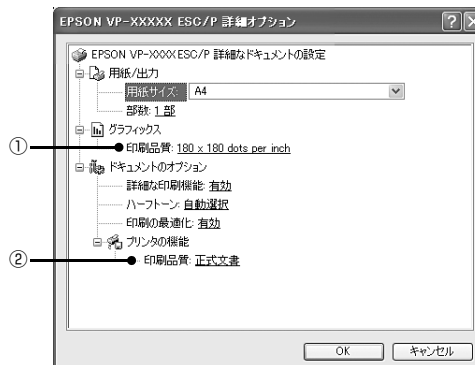 EPSON VP-XXXXX ESC/P 詳細オプション
EPSON VP-XXXX ESC/P 詳細なドキュメントの設定
用紙/出力
用紙サイズ: A4
部数: 1 部
グラフィックス
① 印刷品質: 180 x 180 dots per inch
ドキュメントのオプション
詳細な印刷機能: 有効
ハーフトーン: 自動選択
印刷の最適化: 有効
プリンタの機能
② 印刷品質: 正式文書
OK キャンセル